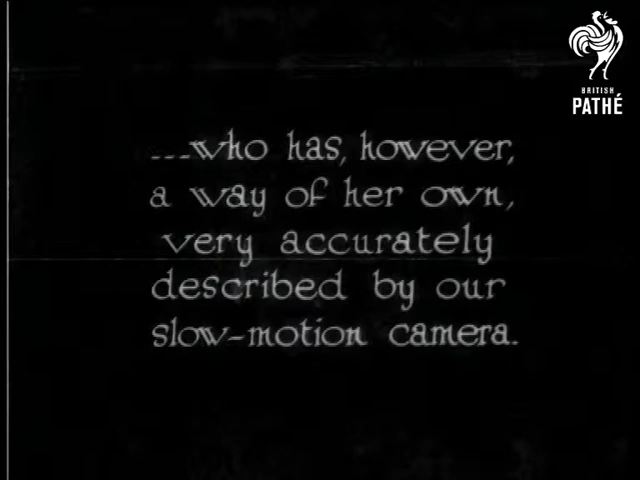 BRITISH
PATHÉ
...who has, however,
a way of her own,
very accurately
described by our
slow-motion camera.